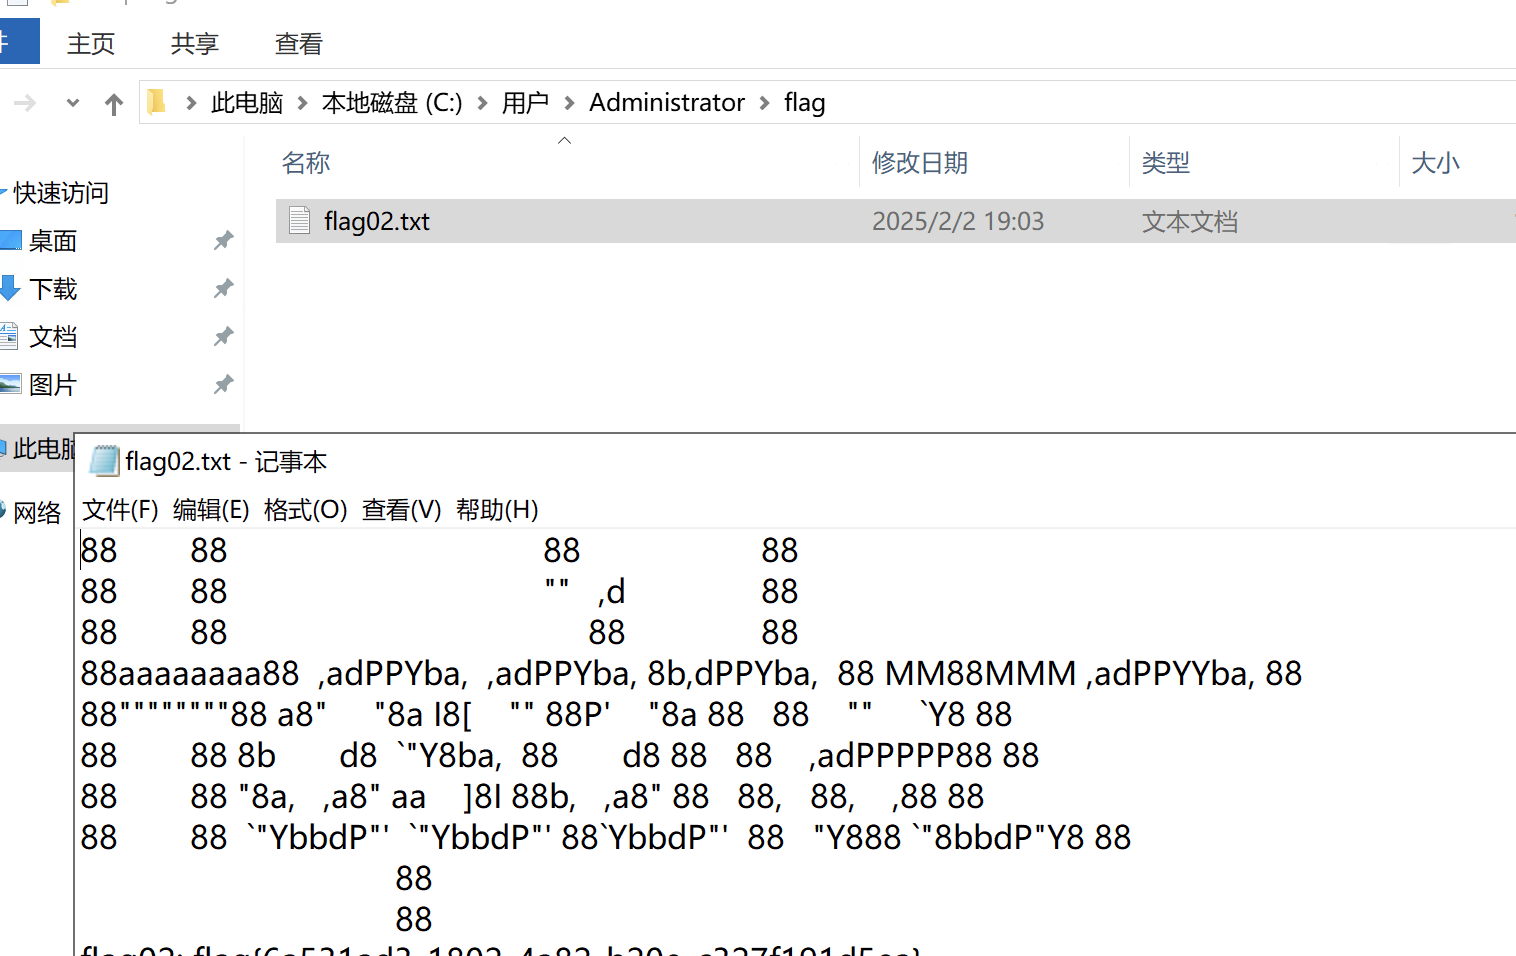 主页 共享 查看
此电脑 本地磁盘 (C:) 用户 Administrator flag
名称 修改日期 类型 大小
快速访问
flag02.txt 2025/2/2 19:03 文本文档
桌面
下载
文档
图片
此电脑
网络
flag02.txt - 记事本
文件(F) 编辑(E) 格式(O) 查看(V) 帮助(H)
88        88                                   88                    88
88        88                                   ""   ,d               88
88        88                                        88               88
88aaaaaaaa88  ,adPPYba,  ,adPPYba, 8b,dPPYba,  88 MM88MMM ,adPPYYba, 88
88""""""""88 a8"     "8a I8[    "" 88P'    "8a 88   88    ""     `Y8 88
88        88 8b       d8  `"Y8ba,  88       d8 88   88    ,adPPPPP88 88
88        88 "8a,   ,a8" aa    ]8I 88b,   ,a8" 88   88,   88,    ,88 88
88        88  `"YbbdP"'  `"YbbdP"' 88`YbbdP"'  88   "Y888 `"8bbdP"Y8 88
                                   88
                                   88
flag02: